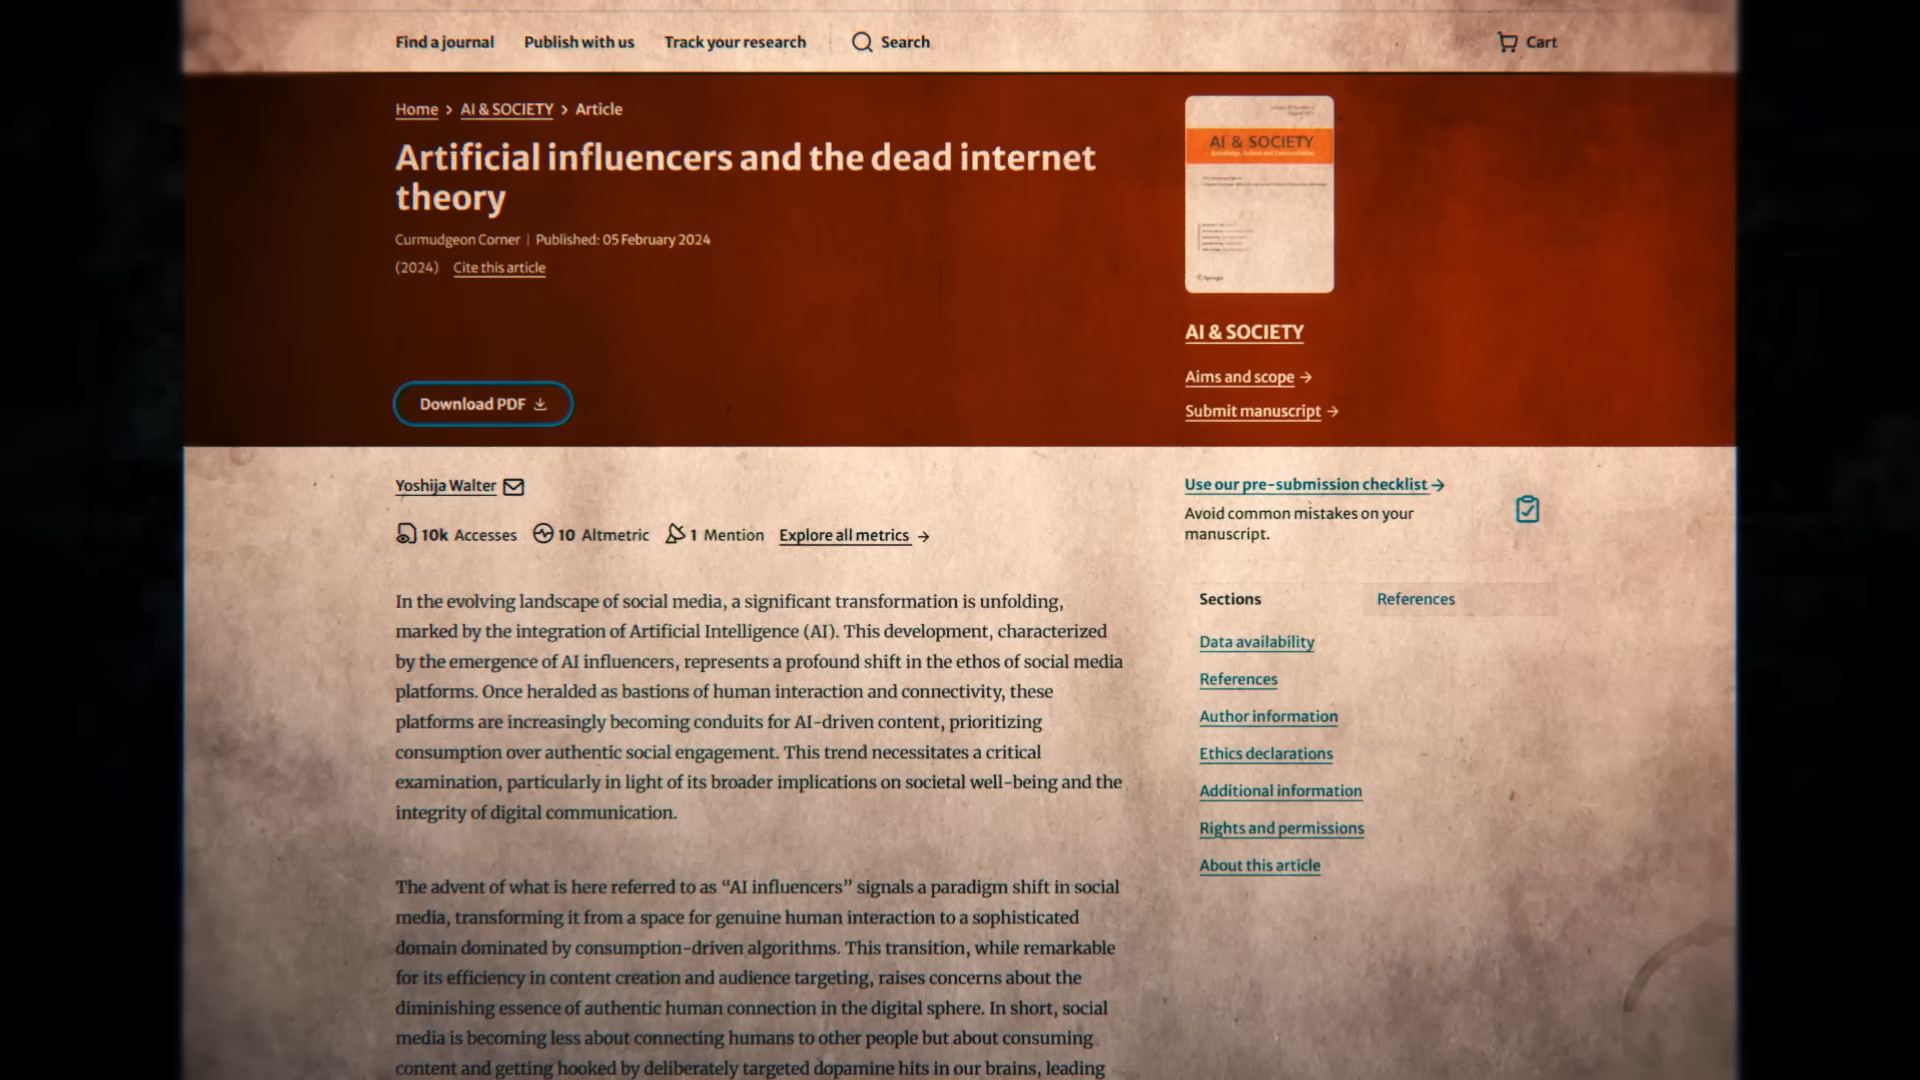 Find a journal
Publish with us
Track your research
Search
Cart
Home > AI & SOCIETY > Article
Artificial influencers and the dead internet
theory
Curmudgeon Corner | Published: 05 February 2024
(2024) Cite this article
Download PDF
AI & SOCIETY
Springer
AI & SOCIETY
Aims and scope →
Submit manuscript →
Yoshija Walter
10k Accesses 10 Altmetric 1 Mention Explore all metrics →
In the evolving landscape of social media, a significant transformation is unfolding,
marked by the integration of Artificial Intelligence (AI). This development, characterized
by the emergence of AI influencers, represents a profound shift in the ethos of social media
platforms. Once heralded as bastions of human interaction and connectivity, these
platforms are increasingly becoming conduits for AI-driven content, prioritizing
consumption over authentic social engagement. This trend necessitates a critical
examination, particularly in light of its broader implications on societal well-being and the
integrity of digital communication.
The advent of what is here referred to as “AI influencers” signals a paradigm shift in social
media, transforming it from a space for genuine human interaction to a sophisticated
domain dominated by consumption-driven algorithms. This transition, while remarkable
for its efficiency in content creation and audience targeting, raises concerns about the
diminishing essence of authentic human connection in the digital sphere. In short, social
media is becoming less about connecting humans to other people but about consuming
content and getting hooked by deliberately targeted dopamine hits in our brains, leading
Use our pre-submission checklist →
Avoid common mistakes on your
manuscript.
Sections
References
Data availability
References
Author information
Ethics declarations
Additional information
Rights and permissions
About this article